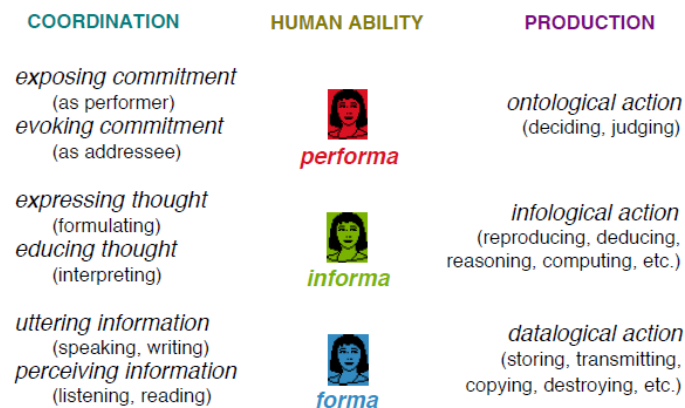 COORDINATION HUMAN ABILITY PRODUCTION
exposing commitment
(as performer)
evoking commitment
(as addressee)
performa
ontological action
(deciding, judging)
expressing thought
(formulating)
educing thought
(interpreting)
informa
infological action
(reproducing, deducing,
reasoning, computing, etc.)
uttering information
(speaking, writing)
perceiving information
(listening, reading)
forma
datalogical action
(storing, transmitting,
copying, destroying, etc.)